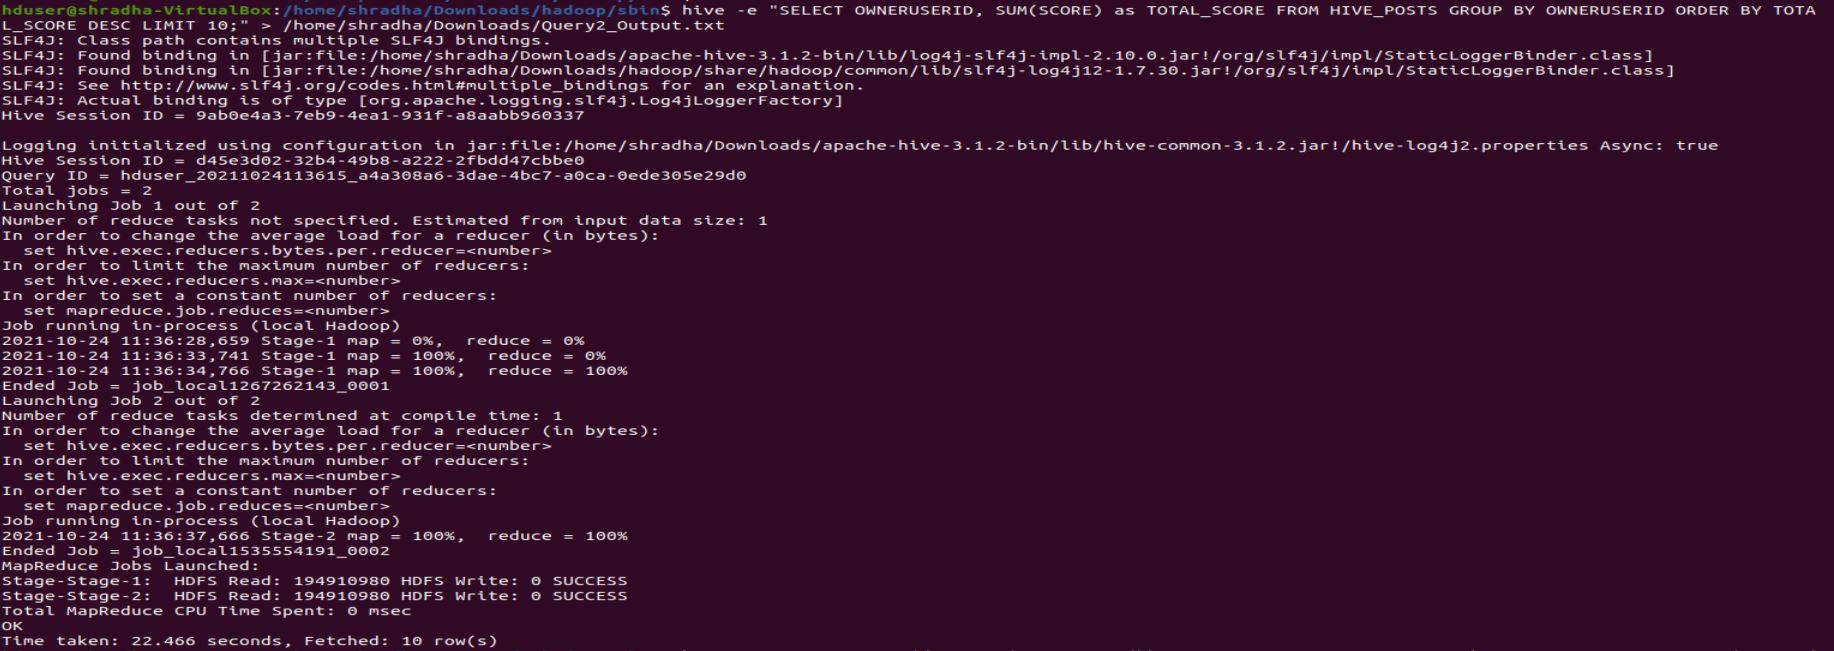 hduser@shradha-VirtualBox:/home/shradha/Downloads/hadoop/sbin$ hive -e "SELECT OWNERUSERID, SUM(SCORE) as TOTAL_SCORE FROM HIVE_POSTS GROUP BY OWNERUSERID ORDER BY TOTA
L_SCORE DESC LIMIT 10;" > /home/shradha/Downloads/Query2_Output.txt
SLF4J: Class path contains multiple SLF4J bindings.
SLF4J: Found binding in [jar:file:/home/shradha/Downloads/apache-hive-3.1.2-bin/lib/log4j-slf4j-impl-2.10.0.jar!/org/slf4j/impl/StaticLoggerBinder.class]
SLF4J: Found binding in [jar:file:/home/shradha/Downloads/hadoop/share/hadoop/common/lib/slf4j-log4j12-1.7.30.jar!/org/slf4j/impl/StaticLoggerBinder.class]
SLF4J: See http://www.slf4j.org/codes.html#multiple_bindings for an explanation.
SLF4J: Actual binding is of type [org.apache.logging.slf4j.Log4jLoggerFactory]
Hive Session ID = 9ab0e4a3-7eb9-4ea1-931f-a8aabb960337
Logging initialized using configuration in jar:file:/home/shradha/Downloads/apache-hive-3.1.2-bin/lib/hive-common-3.1.2.jar!/hive-log4j2.properties Async: true
Hive Session ID = d45e3d02-32b4-49b8-a222-2fbdd47cbbe0
Query ID = hduser_20211024113615_a4a308a6-3dae-4bc7-a0ca-0ede305e29d0
Total jobs = 2
Launching Job 1 out of 2
Number of reduce tasks not specified. Estimated from input data size: 1
In order to change the average load for a reducer (in bytes):
  set hive.exec.reducers.bytes.per.reducer=<number>
In order to limit the maximum number of reducers:
  set hive.exec.reducers.max=<number>
In order to set a constant number of reducers:
  set mapreduce.job.reduces=<number>
Job running in-process (local Hadoop)
2021-10-24 11:36:28,659 Stage-1 map = 0%,  reduce = 0%
2021-10-24 11:36:33,741 Stage-1 map = 100%,  reduce = 0%
2021-10-24 11:36:34,766 Stage-1 map = 100%,  reduce = 100%
Ended Job = job_local1267262143_0001
Launching Job 2 out of 2
Number of reduce tasks determined at compile time: 1
In order to change the average load for a reducer (in bytes):
  set hive.exec.reducers.bytes.per.reducer=<number>
In order to limit the maximum number of reducers:
  set hive.exec.reducers.max=<number>
In order to set a constant number of reducers:
  set mapreduce.job.reduces=<number>
Job running in-process (local Hadoop)
2021-10-24 11:36:37,666 Stage-2 map = 100%,  reduce = 100%
Ended Job = job_local1535554191_0002
MapReduce Jobs Launched:
Stage-Stage-1:  HDFS Read: 194910980 HDFS Write: 0 SUCCESS
Stage-Stage-2:  HDFS Read: 194910980 HDFS Write: 0 SUCCESS
Total MapReduce CPU Time Spent: 0 msec
OK
Time taken: 22.466 seconds, Fetched: 10 row(s)